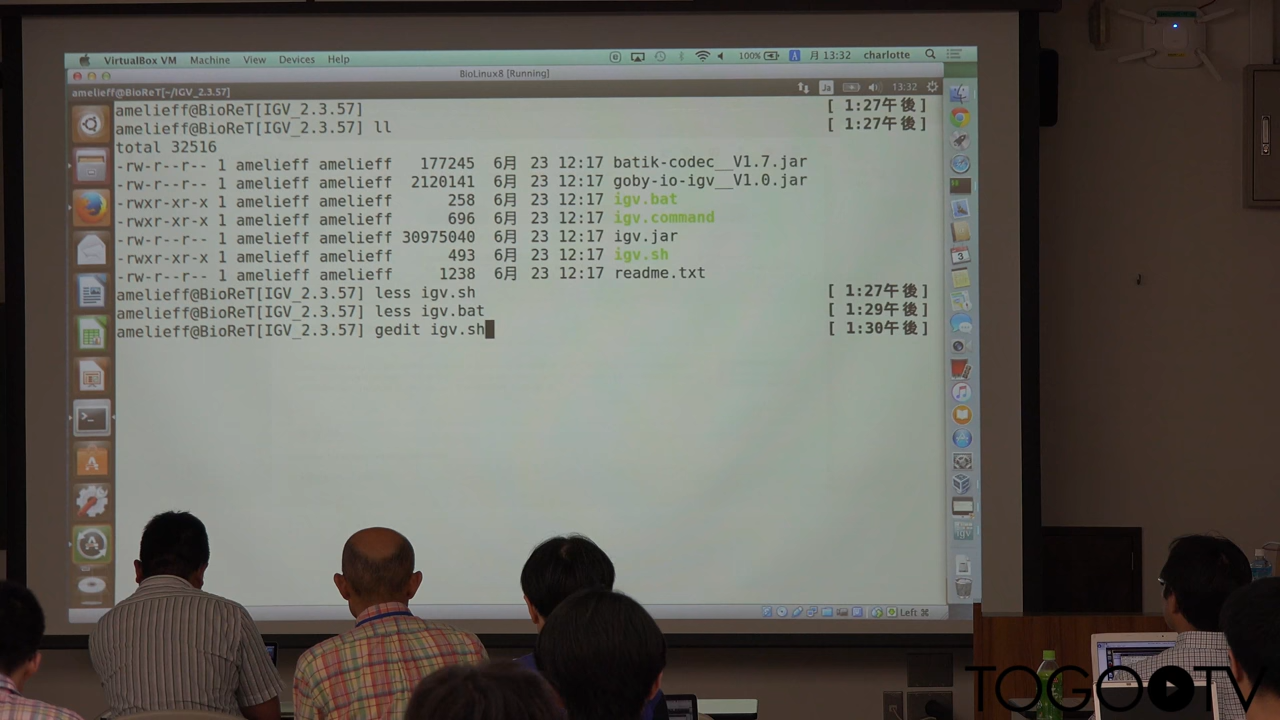 VirtualBox VM Machine View Devices Help 100% A 月 13:32 charlotte
BioLinux8 [Running]
amelieff@BioReT[~/IGV_2.3.57] Ja 13:32
amelieff@BioReT[IGV_2.3.57] [ 1:27午後]
amelieff@BioReT[IGV_2.3.57] ll [ 1:27午後]
total 32516
-rw-r--r-- 1 amelieff amelieff 177245 6月 23 12:17 batik-codec__V1.7.jar
-rw-r--r-- 1 amelieff amelieff 2120141 6月 23 12:17 goby-io-igv__V1.0.jar
-rwxr-xr-x 1 amelieff amelieff 258 6月 23 12:17 igv.bat
-rwxr-xr-x 1 amelieff amelieff 696 6月 23 12:17 igv.command
-rw-r--r-- 1 amelieff amelieff 30975040 6月 23 12:17 igv.jar
-rwxr-xr-x 1 amelieff amelieff 493 6月 23 12:17 igv.sh
-rw-r--r-- 1 amelieff amelieff 1238 6月 23 12:17 readme.txt
amelieff@BioReT[IGV_2.3.57] less igv.sh [ 1:27午後]
amelieff@BioReT[IGV_2.3.57] less igv.bat [ 1:29午後]
amelieff@BioReT[IGV_2.3.57] gedit igv.sh [ 1:30午後]
Left ⌘
TOGOTV